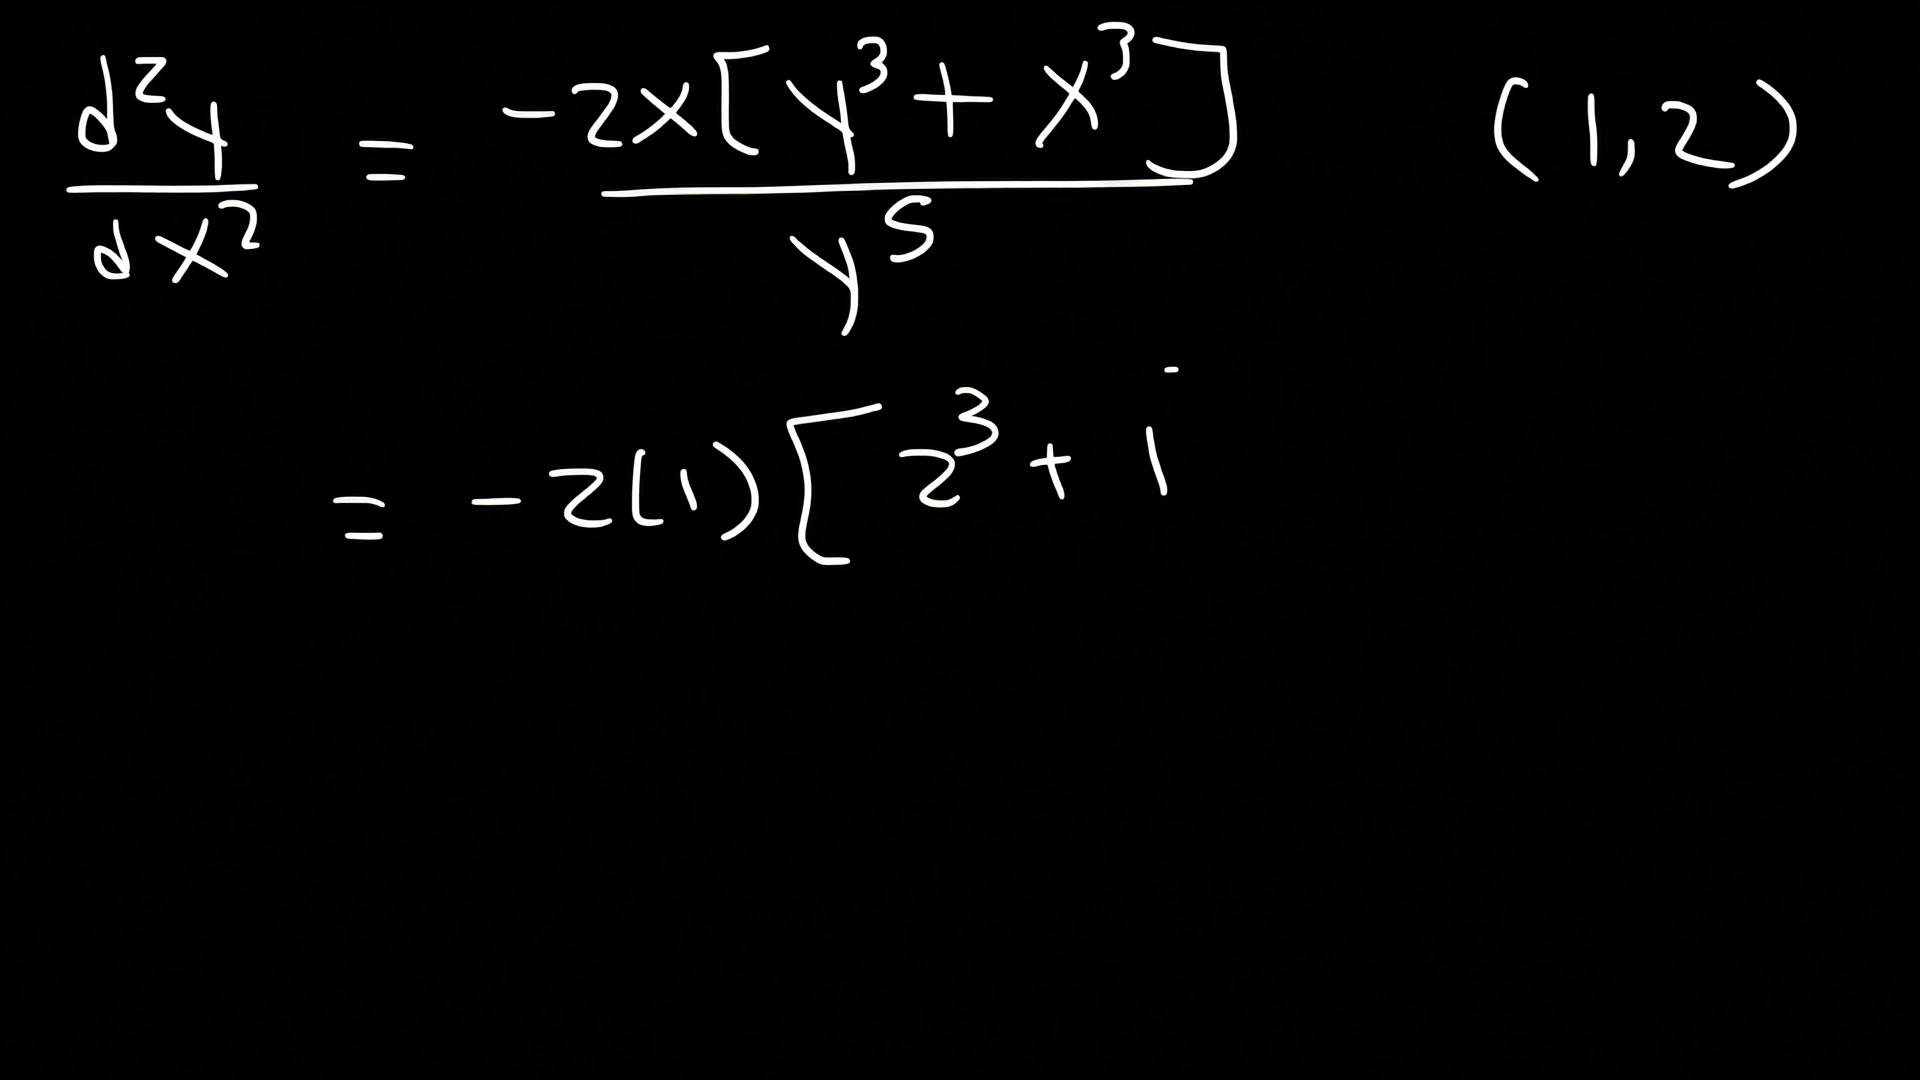 d²y/dx² = -2x[y³ + x³]/y⁵ (1,2)
= -2(1)[2³ + 1